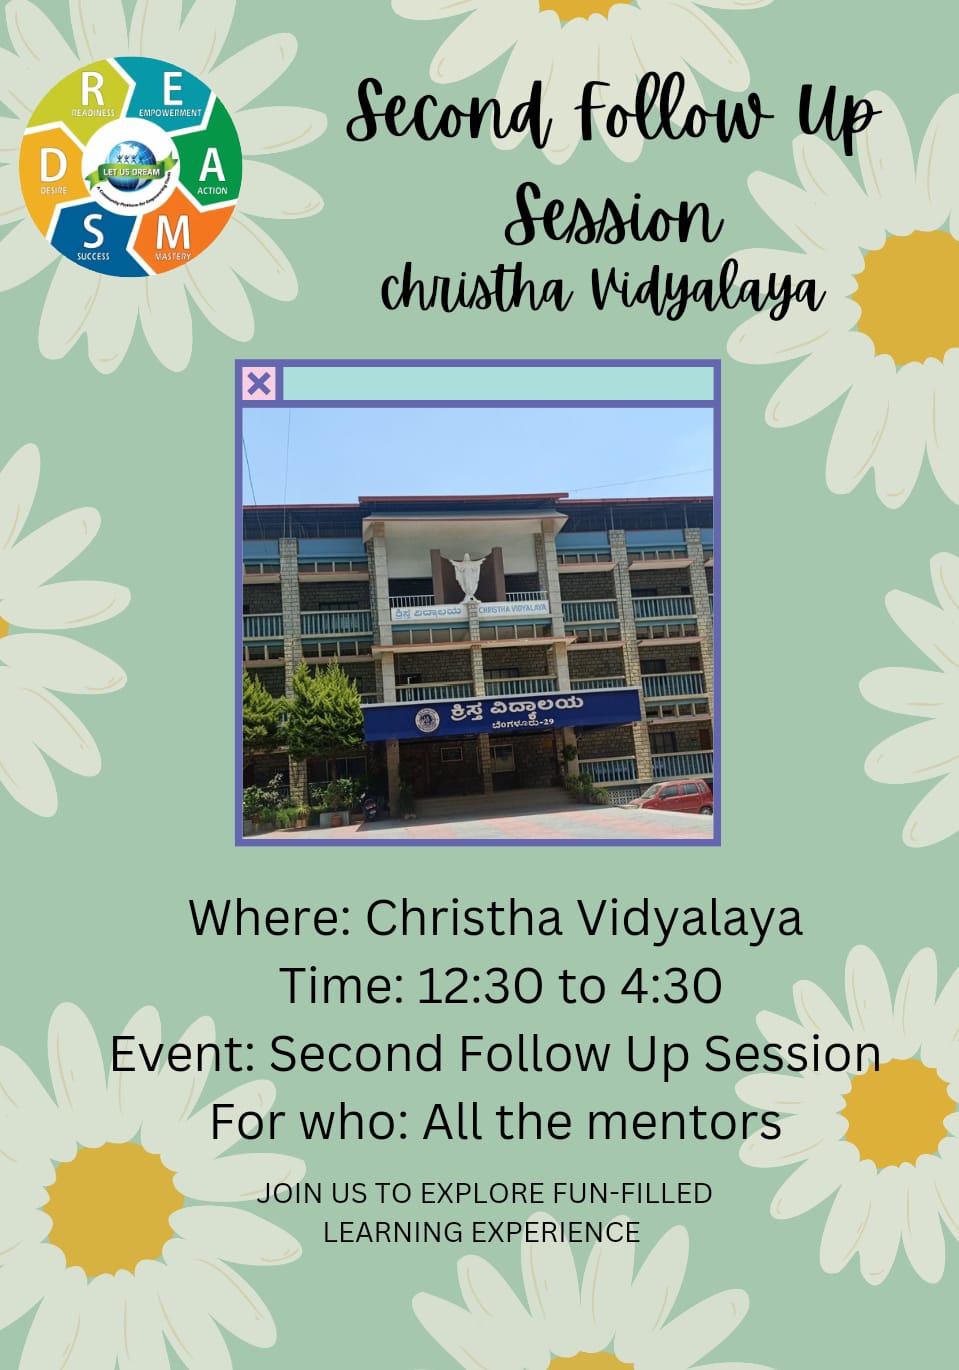 R
READINESS
E
EMPOWERMENT
D
DESIRE
A
ACTION
S
SUCCESS
M
MASTERY
LET US DREAM
Second Follow Up
Session
christha Vidyalaya
ಕ್ರಿಸ್ತ ವಿದ್ಯಾಲಯ
CHRISTHA VIDYALAYA
ಕ್ರಿಸ್ತ ವಿದ್ಯಾಲಯ
ಬೆಂಗಳೂರು-29
Where: Christha Vidyalaya
Time: 12:30 to 4:30
Event: Second Follow Up Session
For who: All the mentors
JOIN US TO EXPLORE FUN-FILLED
LEARNING EXPERIENCE